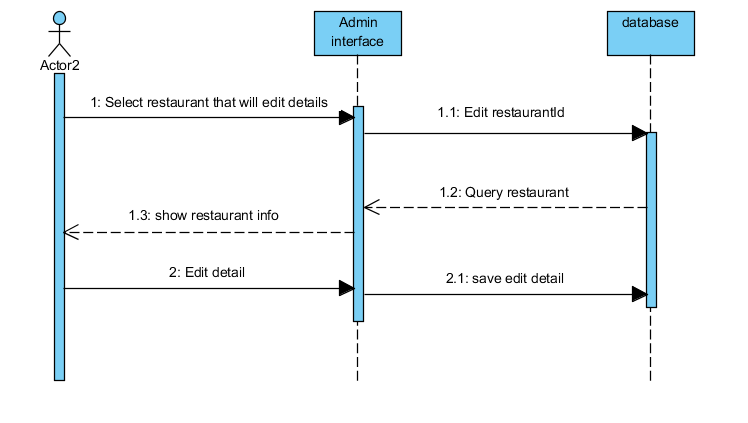 Admin
interface
database
Actor2
1: Select restaurant that will edit details
1.1: Edit restaurantId
1.2: Query restaurant
1.3: show restaurant info
2: Edit detail
2.1: save edit detail